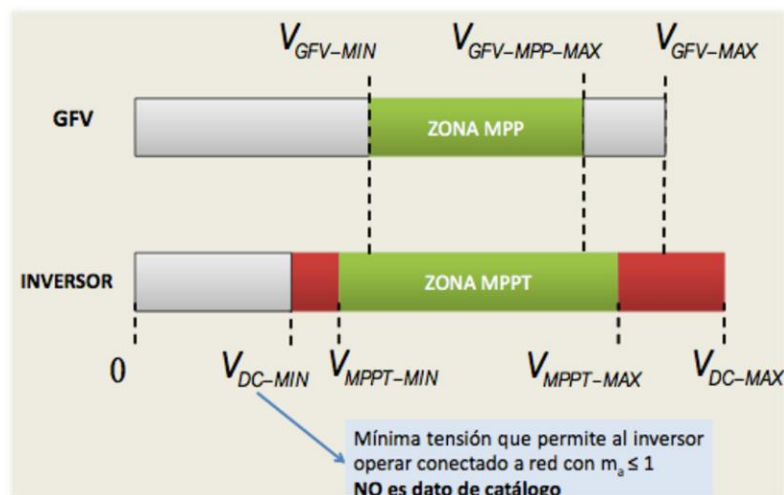 V_GFV-MIN V_GFV-MPP-MAX V_GFV-MAX
GFV ZONA MPP
INVERSOR ZONA MPPT
0 V_DC-MIN V_MPPT-MIN V_MPPT-MAX V_DC-MAX
Mínima tensión que permite al inversor
operar conectado a red con m_a ≤ 1
NO es dato de catálogo